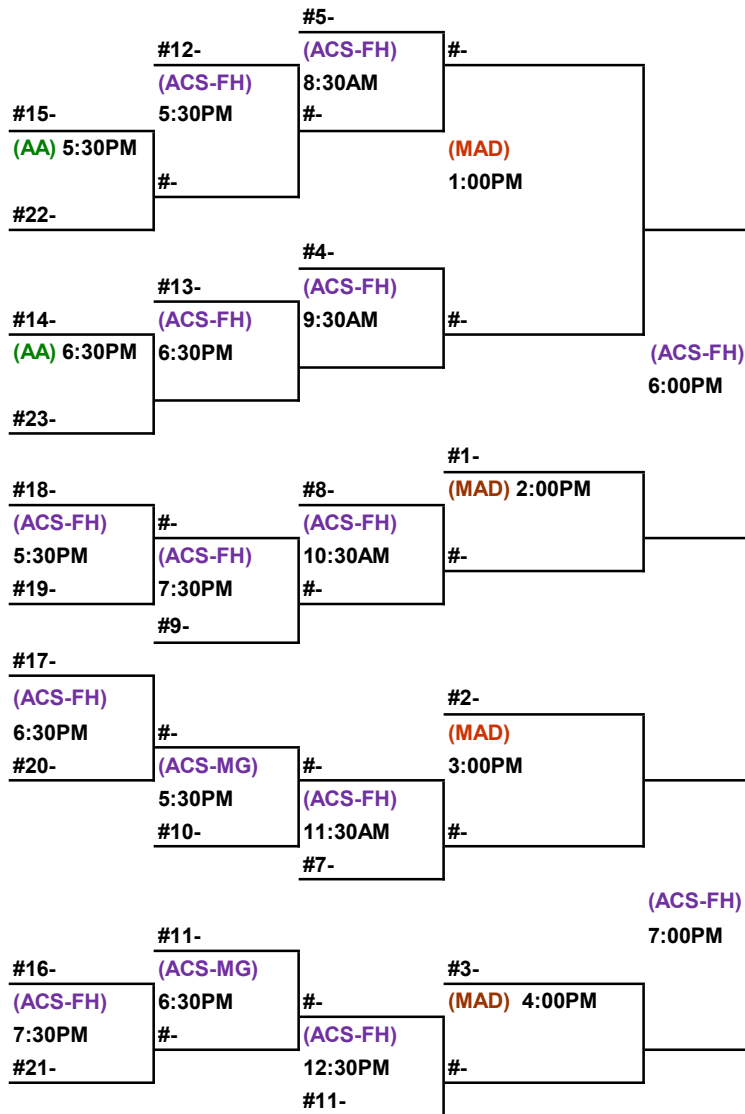 #5-
#12-
(ACS-FH)
#-
(ACS-FH)
8:30AM
#15-
5:30PM
#-
(AA) 5:30PM
(MAD)
#-
1:00PM
#22-
#4-
#13-
(ACS-FH)
#14-
(ACS-FH)
9:30AM
#-
(AA) 6:30PM
6:30PM
(ACS-FH)
6:00PM
#23-
#1-
#18-
#8-
(MAD) 2:00PM
(ACS-FH)
#-
(ACS-FH)
5:30PM
(ACS-FH)
10:30AM
#-
#19-
7:30PM
#-
#9-
#17-
(ACS-FH)
#2-
6:30PM
#-
(MAD)
#20-
(ACS-MG)
#-
3:00PM
5:30PM
(ACS-FH)
#10-
11:30AM
#-
#7-
(ACS-FH)
#11-
7:00PM
#16-
(ACS-MG)
#3-
(ACS-FH)
6:30PM
#-
(MAD) 4:00PM
7:30PM
#-
(ACS-FH)
#21-
12:30PM
#-
#11-